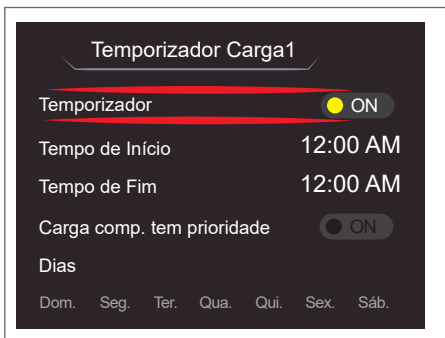 Temporizador Carga1
Temporizador ON
Tempo de Início 12:00 AM
Tempo de Fim 12:00 AM
Carga comp. tem prioridade ON
Dias
Dom. Seg. Ter. Qua. Qui. Sex. Sáb.